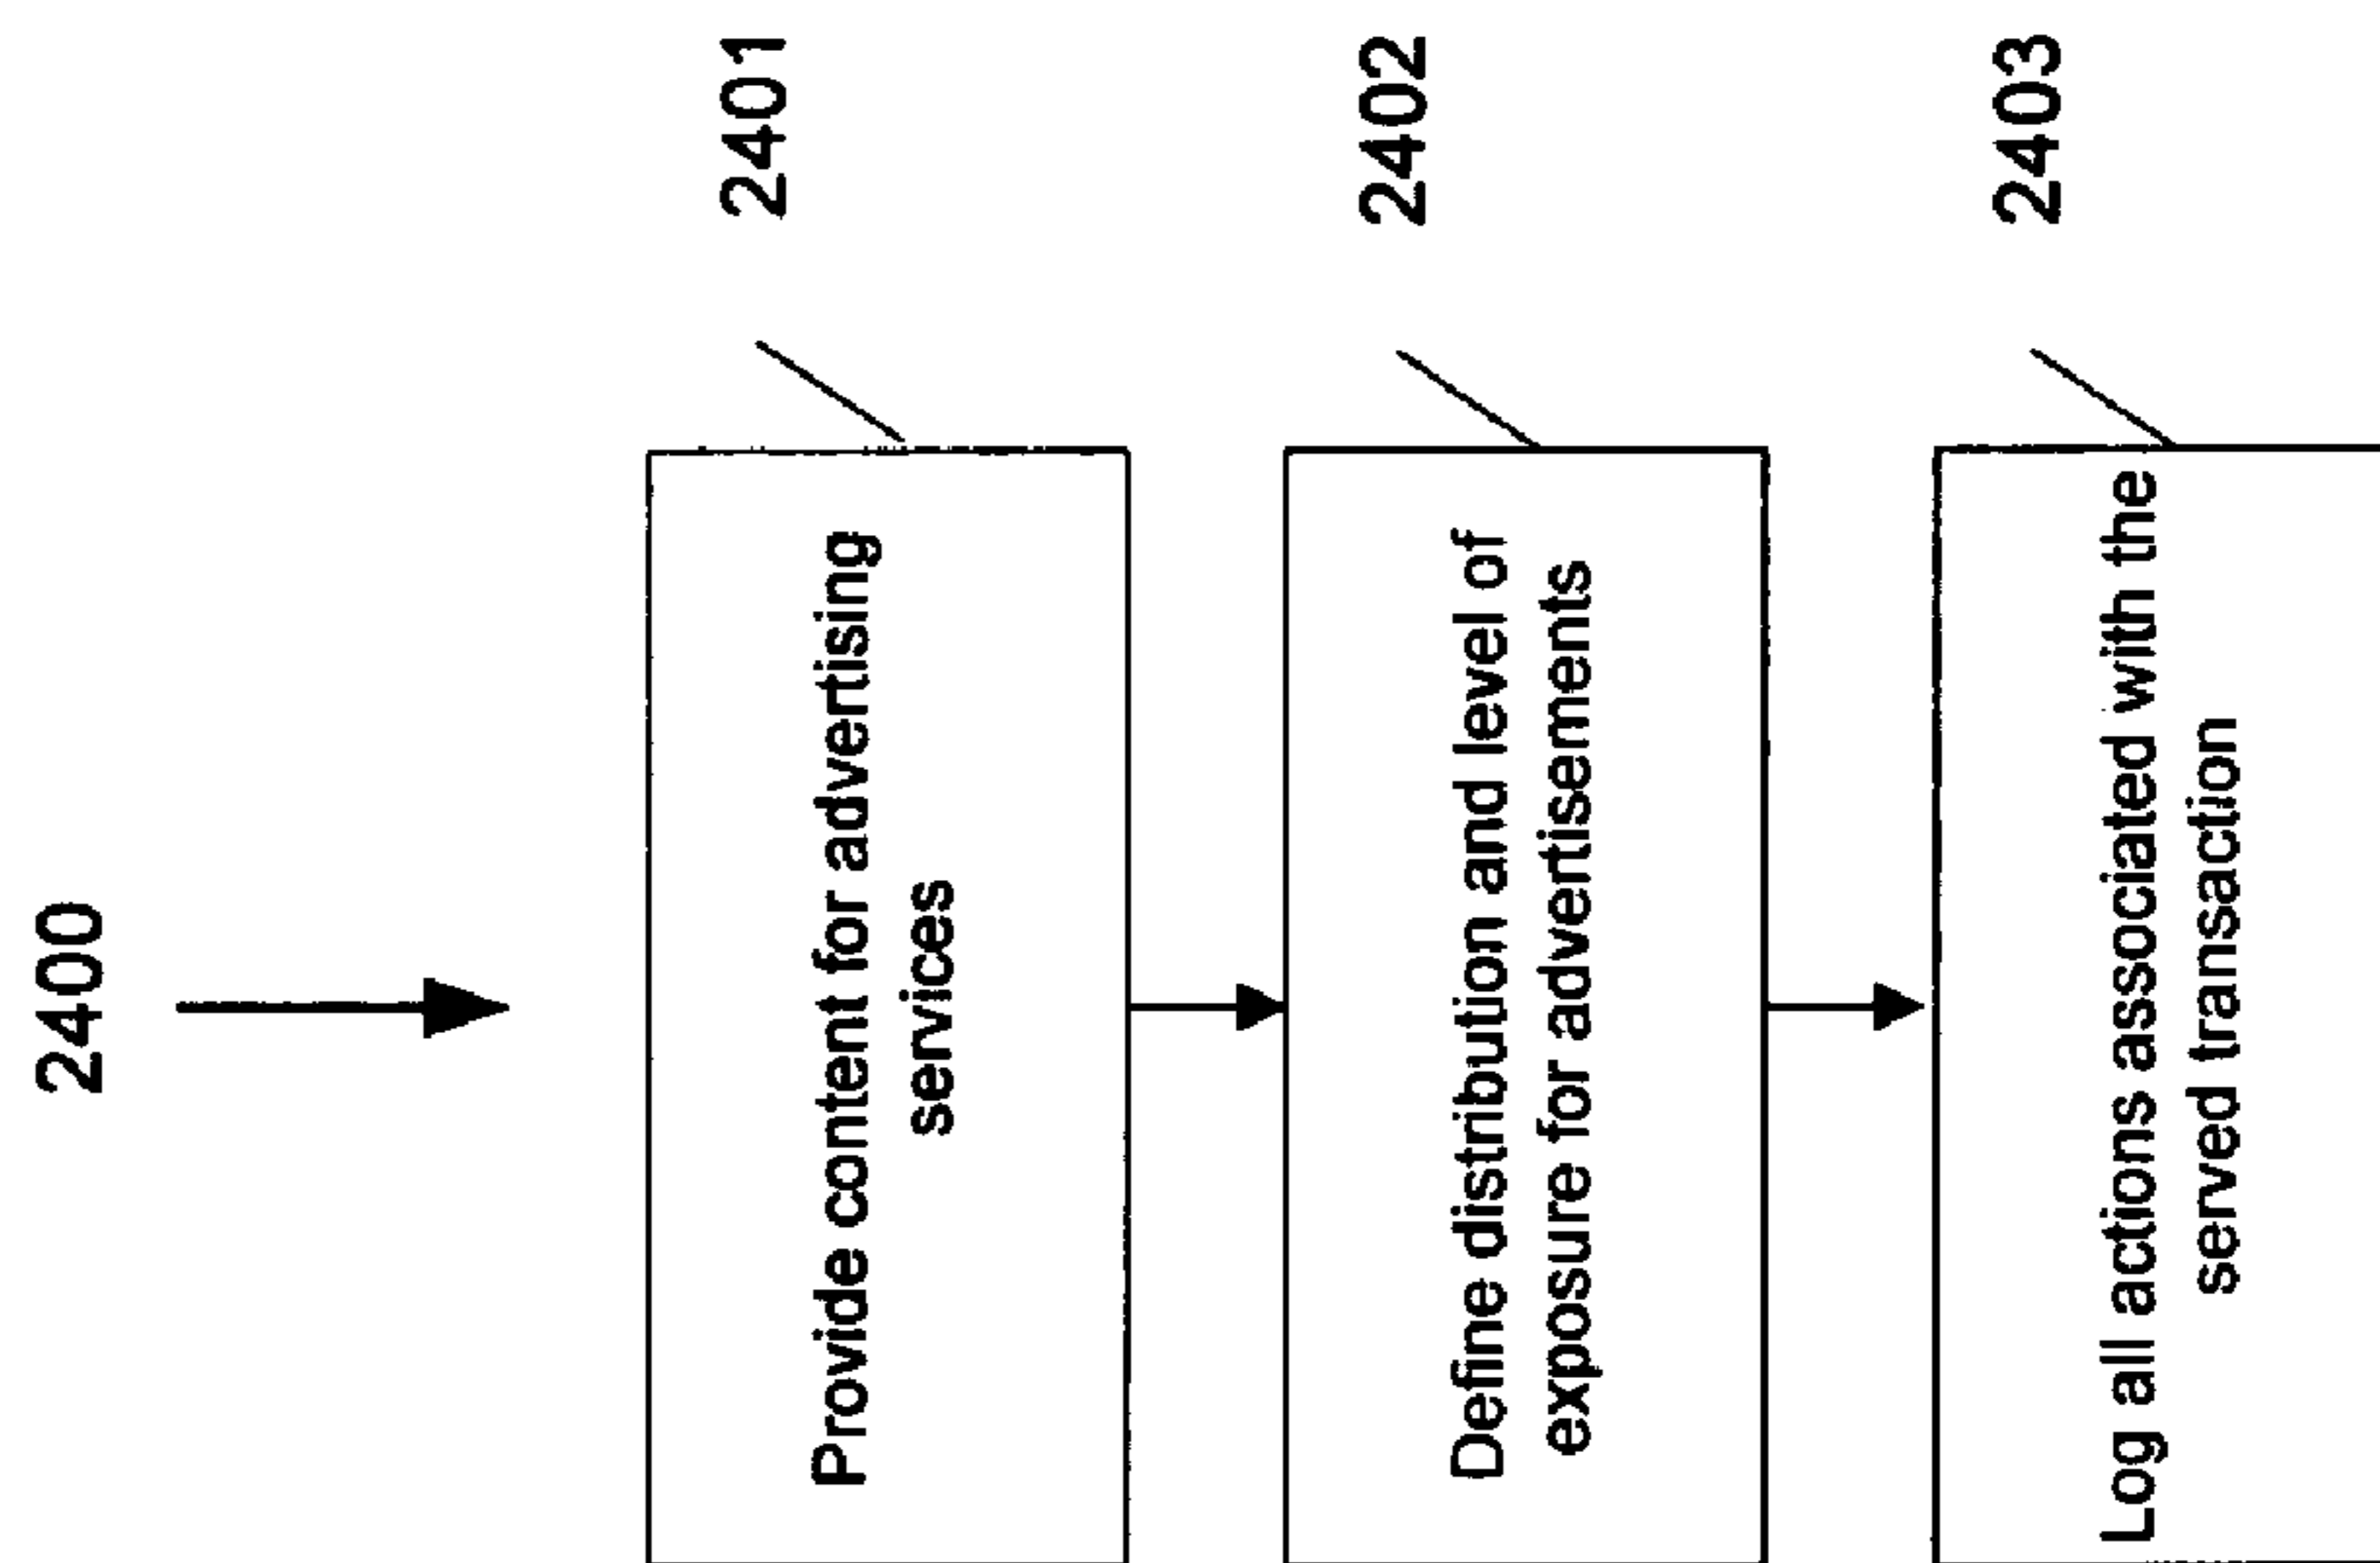 2400
2401
Provide content for advertising
services
2402
Define distribution and level of
exposure for advertisements
2403
Log all actions associated with the
served transaction